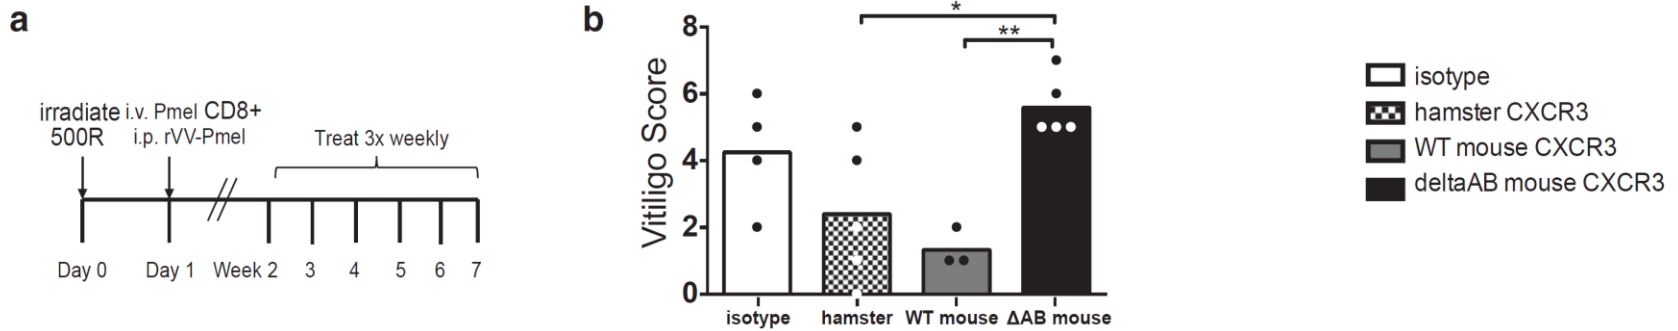 a
irradiate
500R
i.v. Pmel CD8+
i.p. rVV-Pmel
Treat 3x weekly
Day 0 Day 1 Week 2 3 4 5 6 7
b
Vitiligo Score
8
6
4
2
0
*
**
isotype hamster WT mouse ΔAB mouse
isotype
hamster CXCR3
WT mouse CXCR3
deltaAB mouse CXCR3